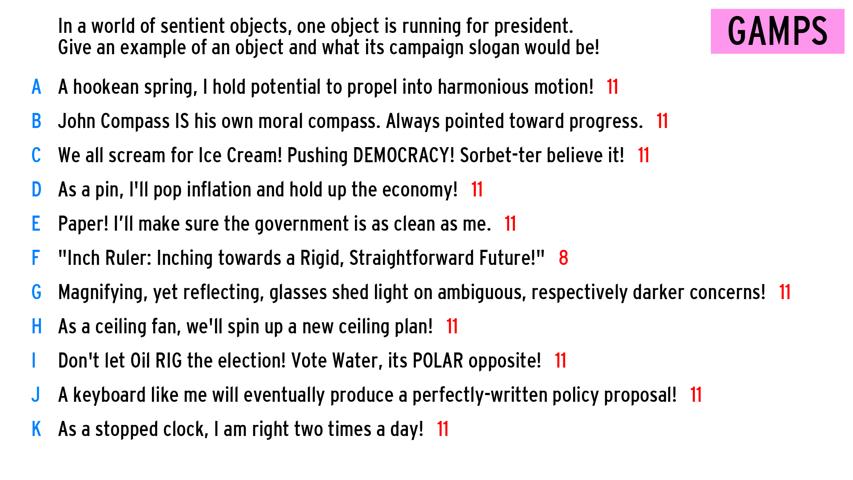 In a world of sentient objects, one object is running for president.
Give an example of an object and what its campaign slogan would be!
GAMPS
A A hookean spring, I hold potential to propel into harmonious motion! 11
B John Compass IS his own moral compass. Always pointed toward progress. 11
C We all scream for Ice Cream! Pushing DEMOCRACY! Sorbet-ter believe it! 11
D As a pin, I'll pop inflation and hold up the economy! 11
E Paper! I’ll make sure the government is as clean as me. 11
F "Inch Ruler: Inching towards a Rigid, Straightforward Future!" 8
G Magnifying, yet reflecting, glasses shed light on ambiguous, respectively darker concerns! 11
H As a ceiling fan, we'll spin up a new ceiling plan! 11
I Don't let Oil RIG the election! Vote Water, its POLAR opposite! 11
J A keyboard like me will eventually produce a perfectly-written policy proposal! 11
K As a stopped clock, I am right two times a day! 11